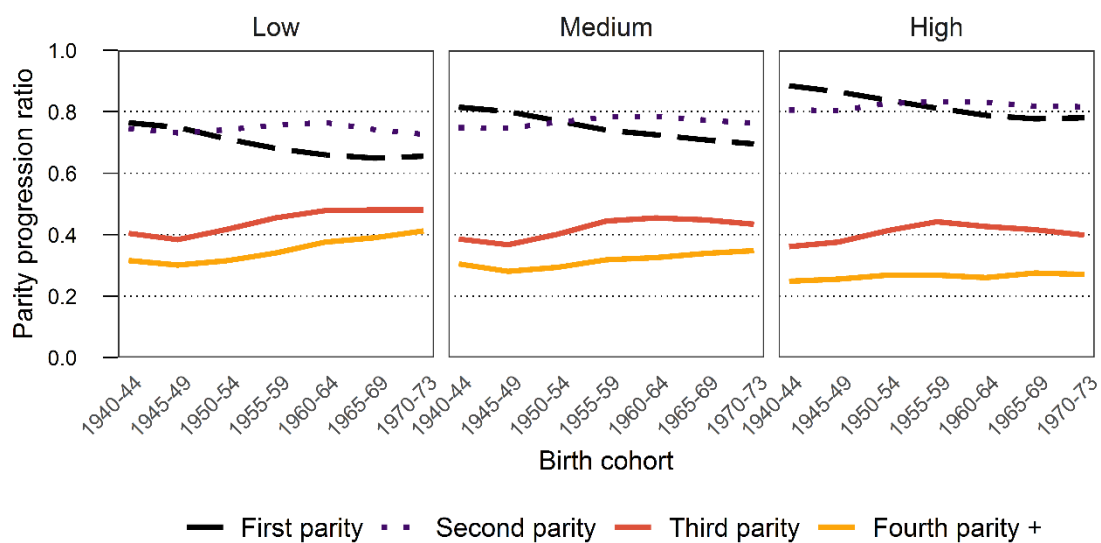 Low Medium High
Parity progression ratio
1.0
0.8
0.6
0.4
0.2
0.0
1940-44 1945-49 1950-54 1955-59 1960-64 1965-69 1970-73
1940-44 1945-49 1950-54 1955-59 1960-64 1965-69 1970-73
1940-44 1945-49 1950-54 1955-59 1960-64 1965-69 1970-73
Birth cohort
First parity Second parity Third parity Fourth parity +